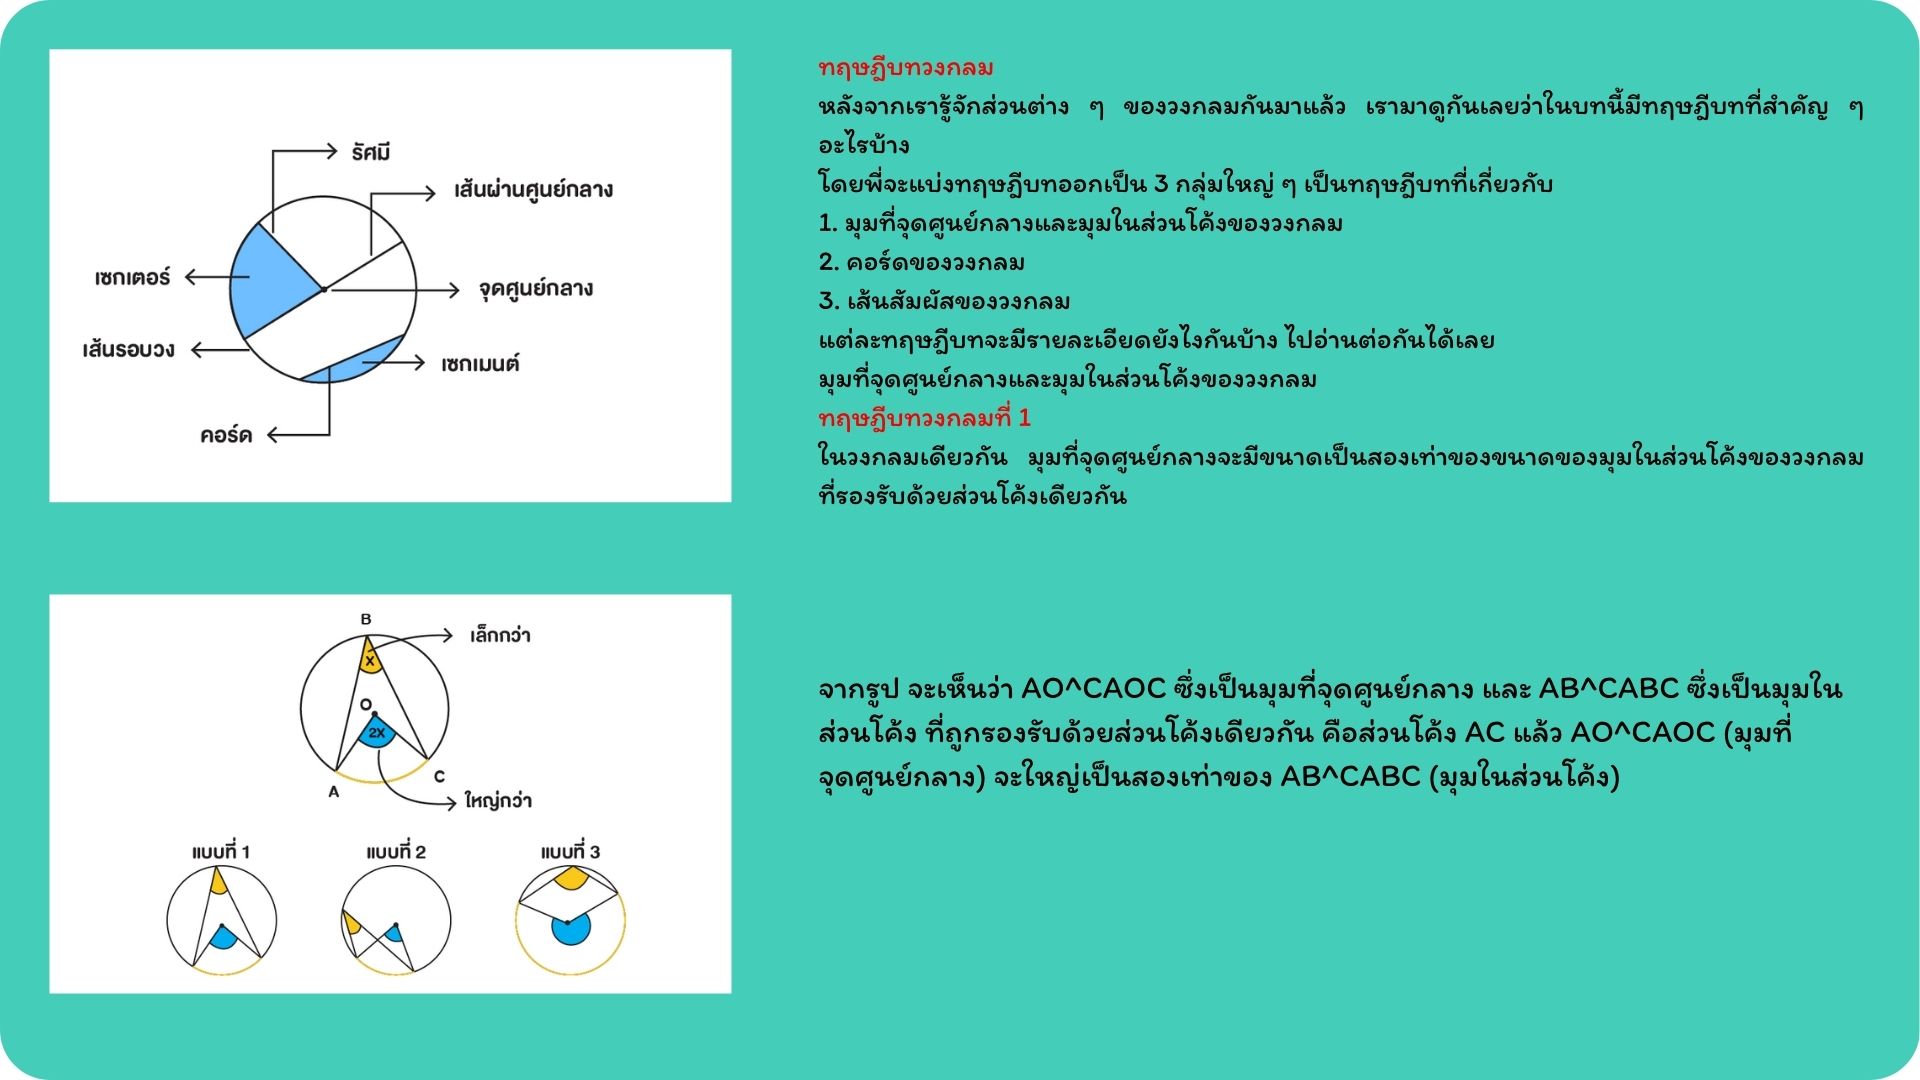 รัศมี
เส้นผ่านศูนย์กลาง
เซกเตอร์
จุดศูนย์กลาง
เส้นรอบวง
เซกเมนต์
คอร์ด
ทฤษฎีบทวงกลม
หลังจากเรารู้จักส่วนต่าง ๆ ของวงกลมกันมาแล้ว เรามาดูกันเลยว่าในบทนี้มีทฤษฎีบทที่สำคัญ ๆ
อะไรบ้าง
โดยพี่จะแบ่งทฤษฎีบทออกเป็น 3 กลุ่มใหญ่ ๆ เป็นทฤษฎีบทที่เกี่ยวกับ
1. มุมที่จุดศูนย์กลางและมุมในส่วนโค้งของวงกลม
2. คอร์ดของวงกลม
3. เส้นสัมผัสของวงกลม
แต่ละทฤษฎีบทจะมีรายละเอียดยังไงกันบ้าง ไปอ่านต่อกันได้เลย
มุมที่จุดศูนย์กลางและมุมในส่วนโค้งของวงกลม
ทฤษฎีบทวงกลมที่ 1
ในวงกลมเดียวกัน มุมที่จุดศูนย์กลางจะมีขนาดเป็นสองเท่าของขนาดของมุมในส่วนโค้งของวงกลม
ที่รองรับด้วยส่วนโค้งเดียวกัน
B
เล็กกว่า
X
O
2X
C
A
ใหญ่กว่า
แบบที่ 1
แบบที่ 2
แบบที่ 3
จากรูป จะเห็นว่า AO^CAOC ซึ่งเป็นมุมที่จุดศูนย์กลาง และ AB^CABC ซึ่งเป็นมุมใน
ส่วนโค้ง ที่ถูกรองรับด้วยส่วนโค้งเดียวกัน คือส่วนโค้ง AC แล้ว AO^CAOC (มุมที่
จุดศูนย์กลาง) จะใหญ่เป็นสองเท่าของ AB^CABC (มุมในส่วนโค้ง)